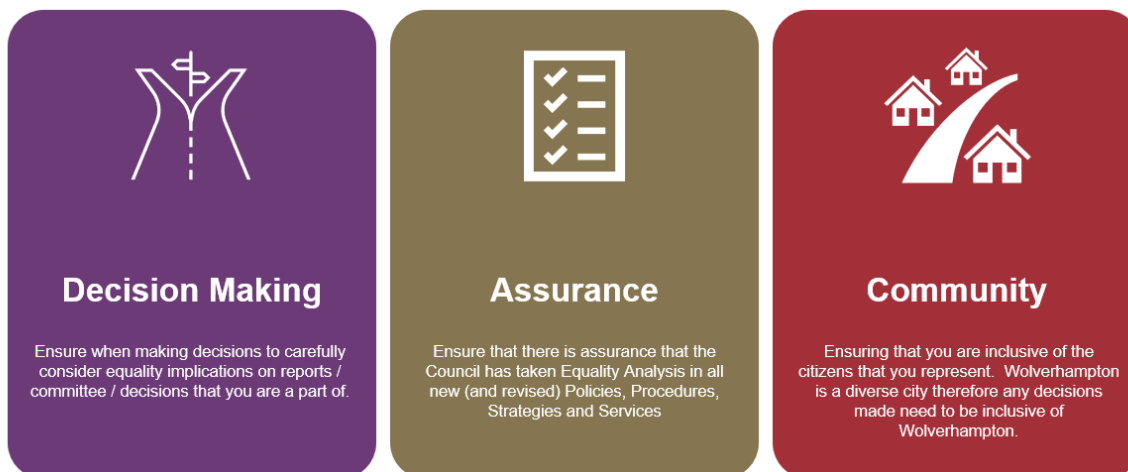 Decision Making
Ensure when making decisions to carefully
consider equality implications on reports /
committee / decisions that you are a part of.
Assurance
Ensure that there is assurance that the
Council has taken Equality Analysis in all
new (and revised) Policies, Procedures,
Strategies and Services
Community
Ensuring that you are inclusive of the
citizens that you represent.  Wolverhampton
is a diverse city therefore any decisions
made need to be inclusive of
Wolverhampton.